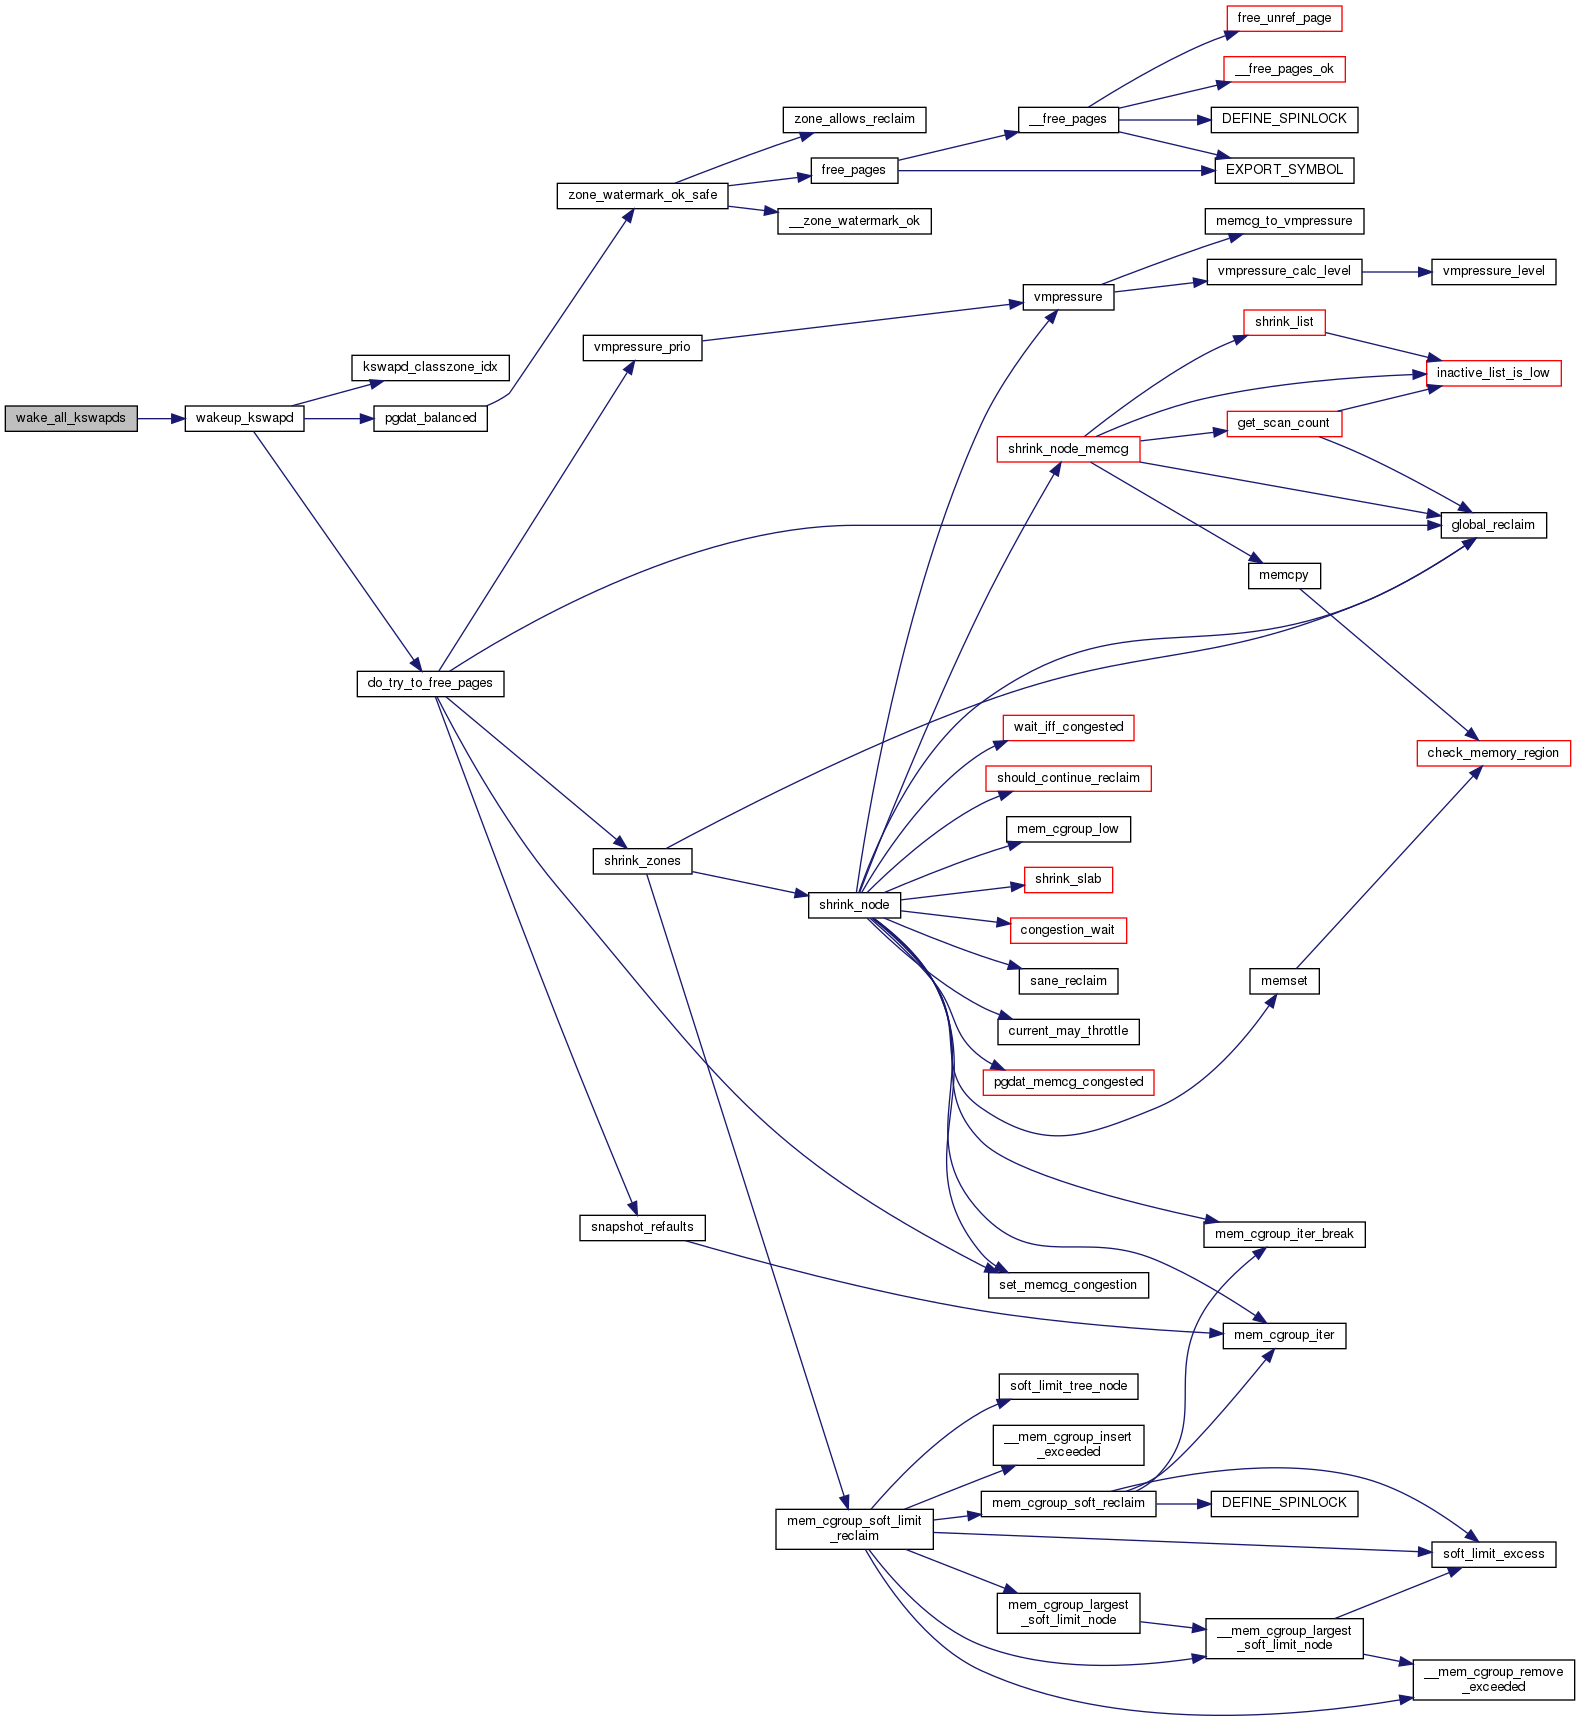 free_unref_page
__free_pages_ok
zone_allows_reclaim
__free_pages
DEFINE_SPINLOCK
free_pages
EXPORT_SYMBOL
zone_watermark_ok_safe
__zone_watermark_ok
memcg_to_vmpressure
vmpressure_calc_level
vmpressure_level
vmpressure
shrink_list
vmpressure_prio
kswapd_classzone_idx
inactive_list_is_low
wake_all_kswapds
wakeup_kswapd
pgdat_balanced
get_scan_count
shrink_node_memcg
global_reclaim
memcpy
do_try_to_free_pages
wait_iff_congested
check_memory_region
should_continue_reclaim
mem_cgroup_low
shrink_zones
shrink_slab
shrink_node
congestion_wait
sane_reclaim
memset
current_may_throttle
pgdat_memcg_congested
snapshot_refaults
mem_cgroup_iter_break
set_memcg_congestion
mem_cgroup_iter
soft_limit_tree_node
__mem_cgroup_insert
_exceeded
mem_cgroup_soft_reclaim
DEFINE_SPINLOCK
mem_cgroup_soft_limit
_reclaim
soft_limit_excess
mem_cgroup_largest
_soft_limit_node
__mem_cgroup_largest
_soft_limit_node
__mem_cgroup_remove
_exceeded